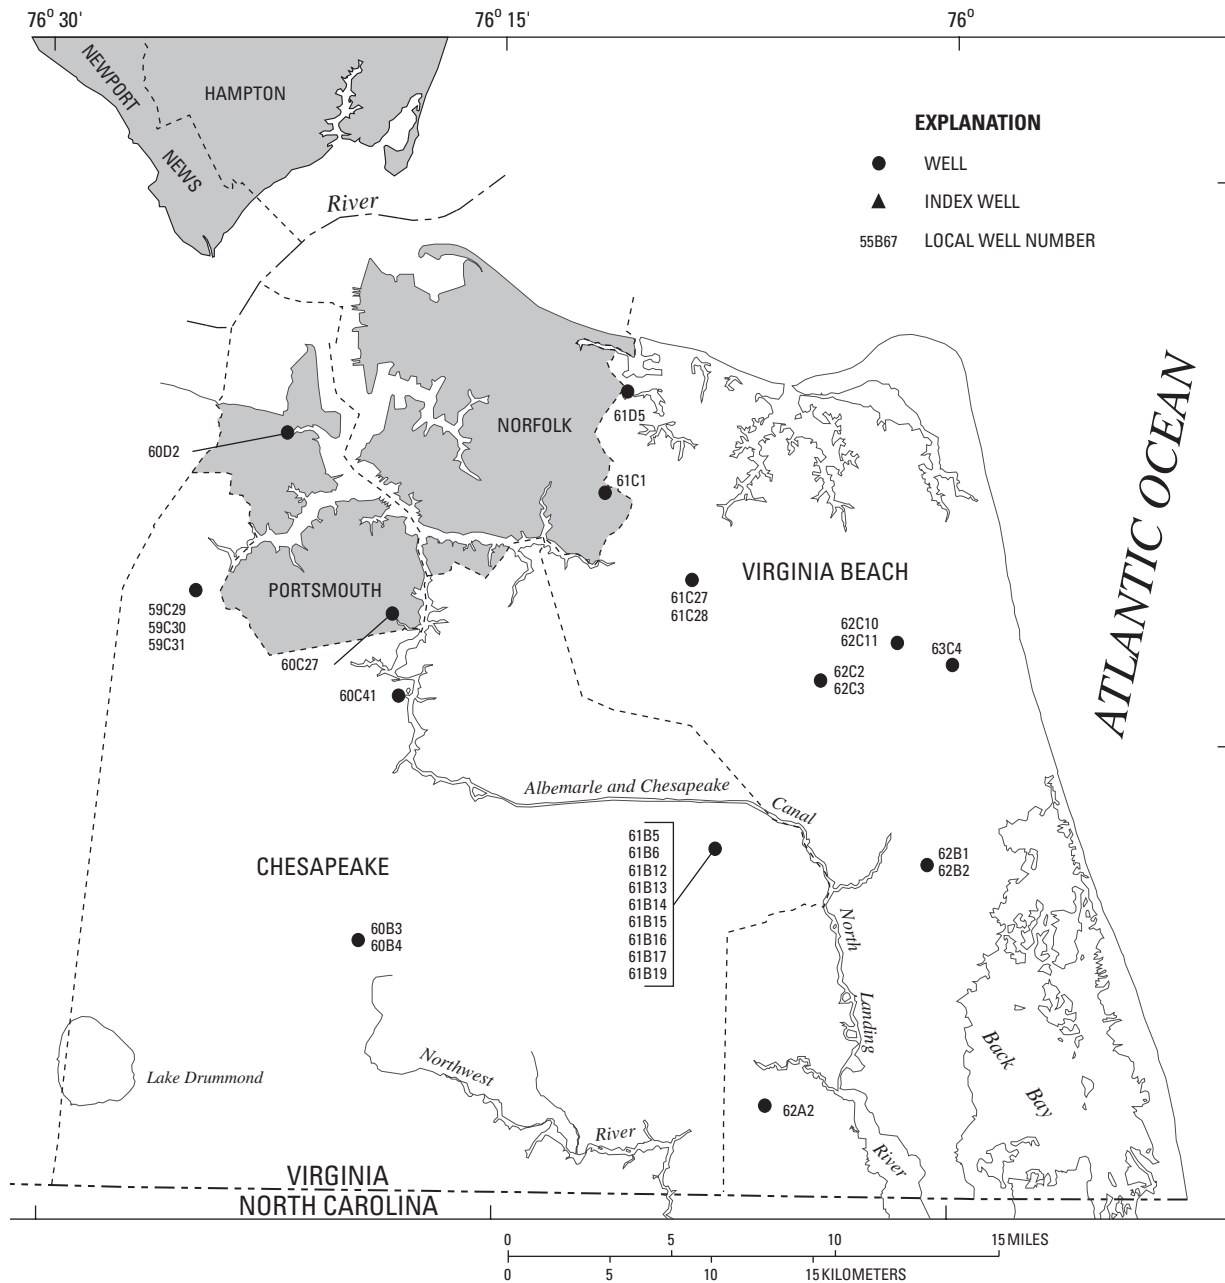 76° 30'
76° 15'
76°
NEWPORT
NEWS
HAMPTON
EXPLANATION
WELL
INDEX WELL
55B67 LOCAL WELL NUMBER
River
NORFOLK
61D5
60D2
61C1
ATLANTIC OCEAN
VIRGINIA BEACH
PORTSMOUTH
59C29
59C30
59C31
61C27
61C28
62C10
62C11
63C4
60C27
62C2
62C3
60C41
Albemarle and Chesapeake
Canal
61B5
61B6
61B12
61B13
61B14
61B15
61B16
61B17
61B19
62B1
62B2
CHESAPEAKE
60B3
60B4
North
Landing
River
Back
Bay
Lake Drummond
Northwest
River
62A2
VIRGINIA
NORTH CAROLINA
0 5 10 15 MILES
0 5 10 15 KILOMETERS